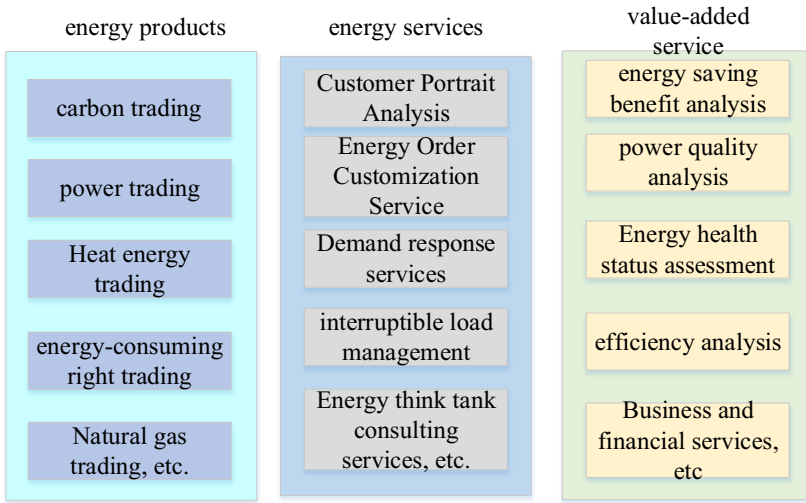 energy products
carbon trading
power trading
Heat energy
trading
energy-consuming
right trading
Natural gas
trading, etc.
energy services
Customer Portrait
Analysis
Energy Order
Customization
Service
Demand response
services
interruptible load
management
Energy think tank
consulting
services, etc.
value-added
service
energy saving
benefit analysis
power quality
analysis
Energy health
status assessment
efficiency analysis
Business and
financial services,
etc